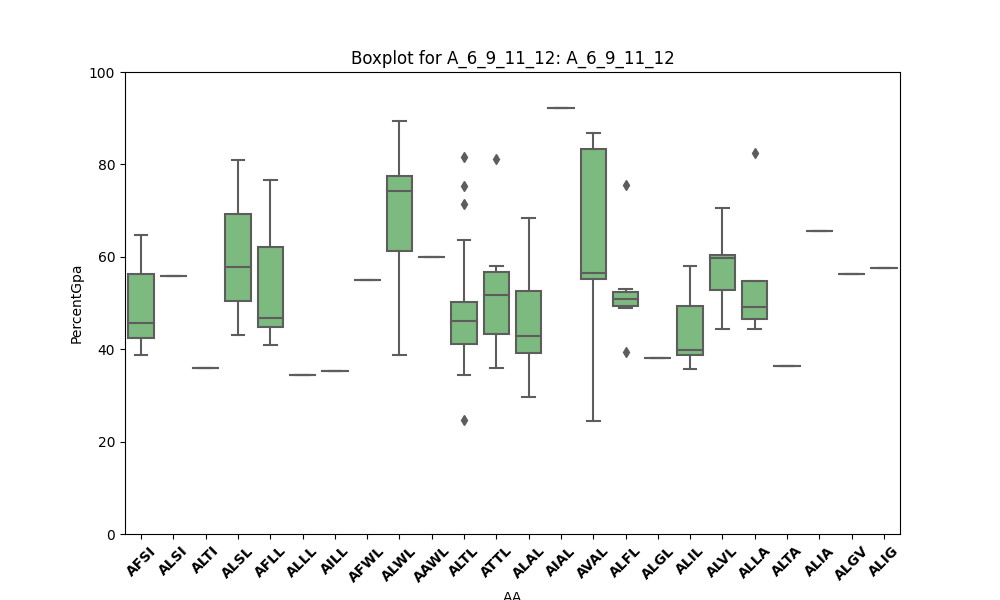 Boxplot for A_6_9_11_12: A_6_9_11_12
PercentGpa
100
80
60
40
20
0
AFSI ALSI ALTI ALSL AFLL ALLL AILL AFWL ALWL AAWL ALTL ATTL ALAL AIAL AVAL ALFL ALGL ALIL ALVL ALLA ALTA ALIA ALGV ALIG
AA